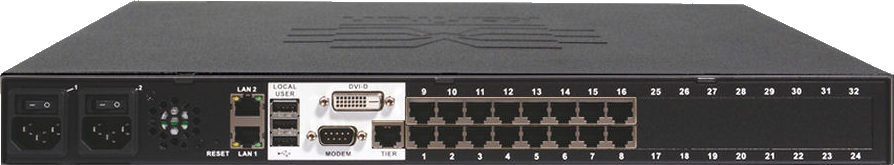 1
2
LAN 2
RESET LAN 1
LOCAL
USER
DVI-D
MODEM
TIER
9 10 11 12 13 14 15 16
1 2 3 4 5 6 7 8
25 26 27 28 29 30 31 32
17 18 19 20 21 22 23 24